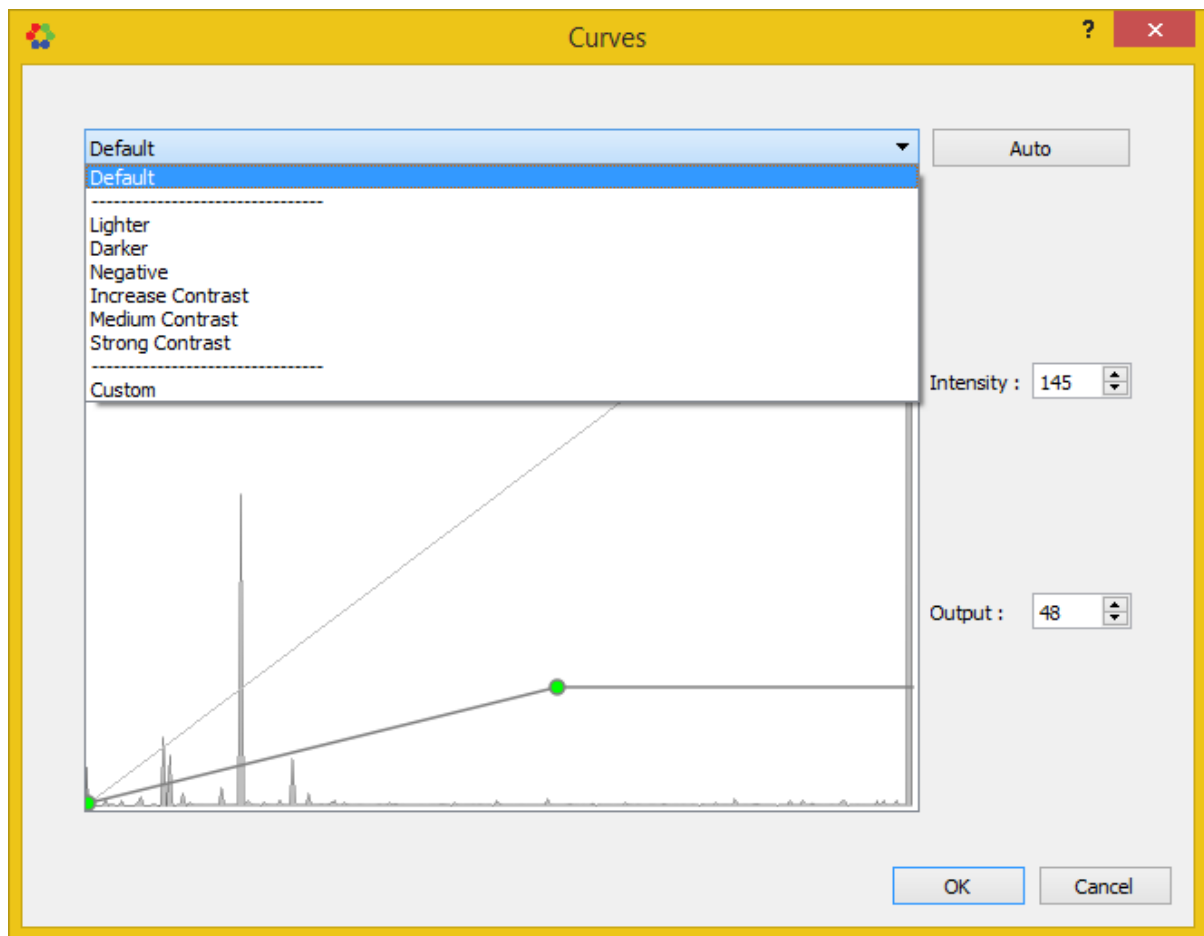 Curves
?
Default
Auto
Default
--------------------------------
Lighter
Darker
Negative
Increase Contrast
Medium Contrast
Strong Contrast
--------------------------------
Custom
Intensity : 145
Output : 48
OK
Cancel